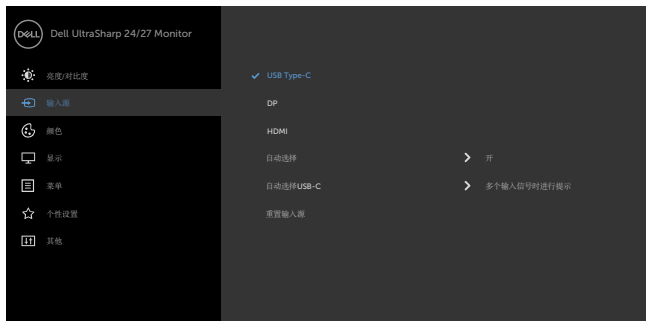 DELL Dell UltraSharp 24/27 Monitor
亮度/对比度
USB Type-C
输入源
DP
颜色
HDMI
显示
自动选择 开
菜单
自动选择USB-C 多个输入信号时进行提示
个性设置
重置输入源
其他